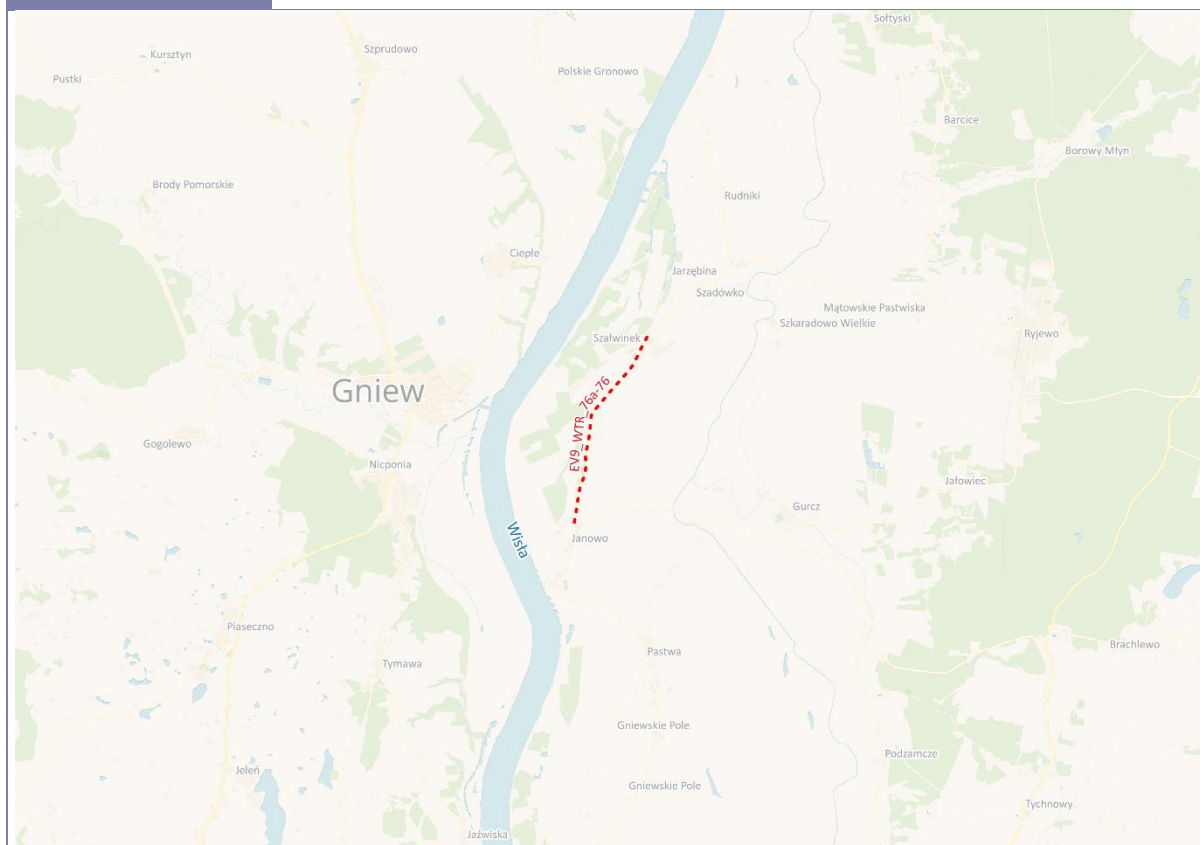 Sołtyski
Szprudowo
Kursztyn
Pustki
Polskie Gronowo
Barcice
Borowy Młyn
Brody Pomorskie
Rudniki
Ciepłe
Jarzębina
Szadówko
Mątowskie Pastwiska
Szkaradowo Wielkie
Szałwinek
Ryjewo
Gniew
EV9_WTR_76a-76
Gogolewo
Nicponia
Jałowiec
Gurcz
Wisła
Janowo
Piaseczno
Pastwa
Brachlewo
Tymawa
Gniewskie Pole
Podzamcze
Jeleń
Gniewskie Pole
Tychnowy
Jaźwiska